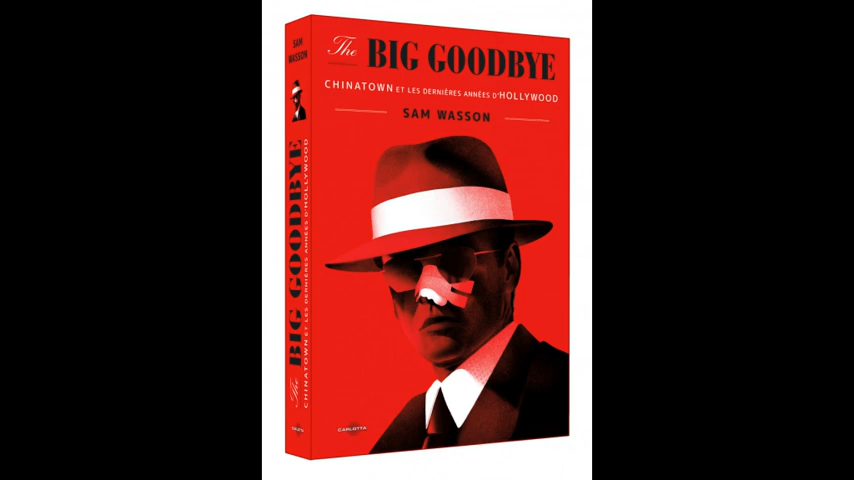 The BIG GOODBYE
CHINATOWN ET LES DERNIÈRES ANNÉES D'HOLLYWOOD
SAM WASSON
CARLOTTA
SAM
WASSON
The BIG GOODBYE
CHINATOWN ET LES DERNIÈRES ANNÉES D'HOLLYWOOD